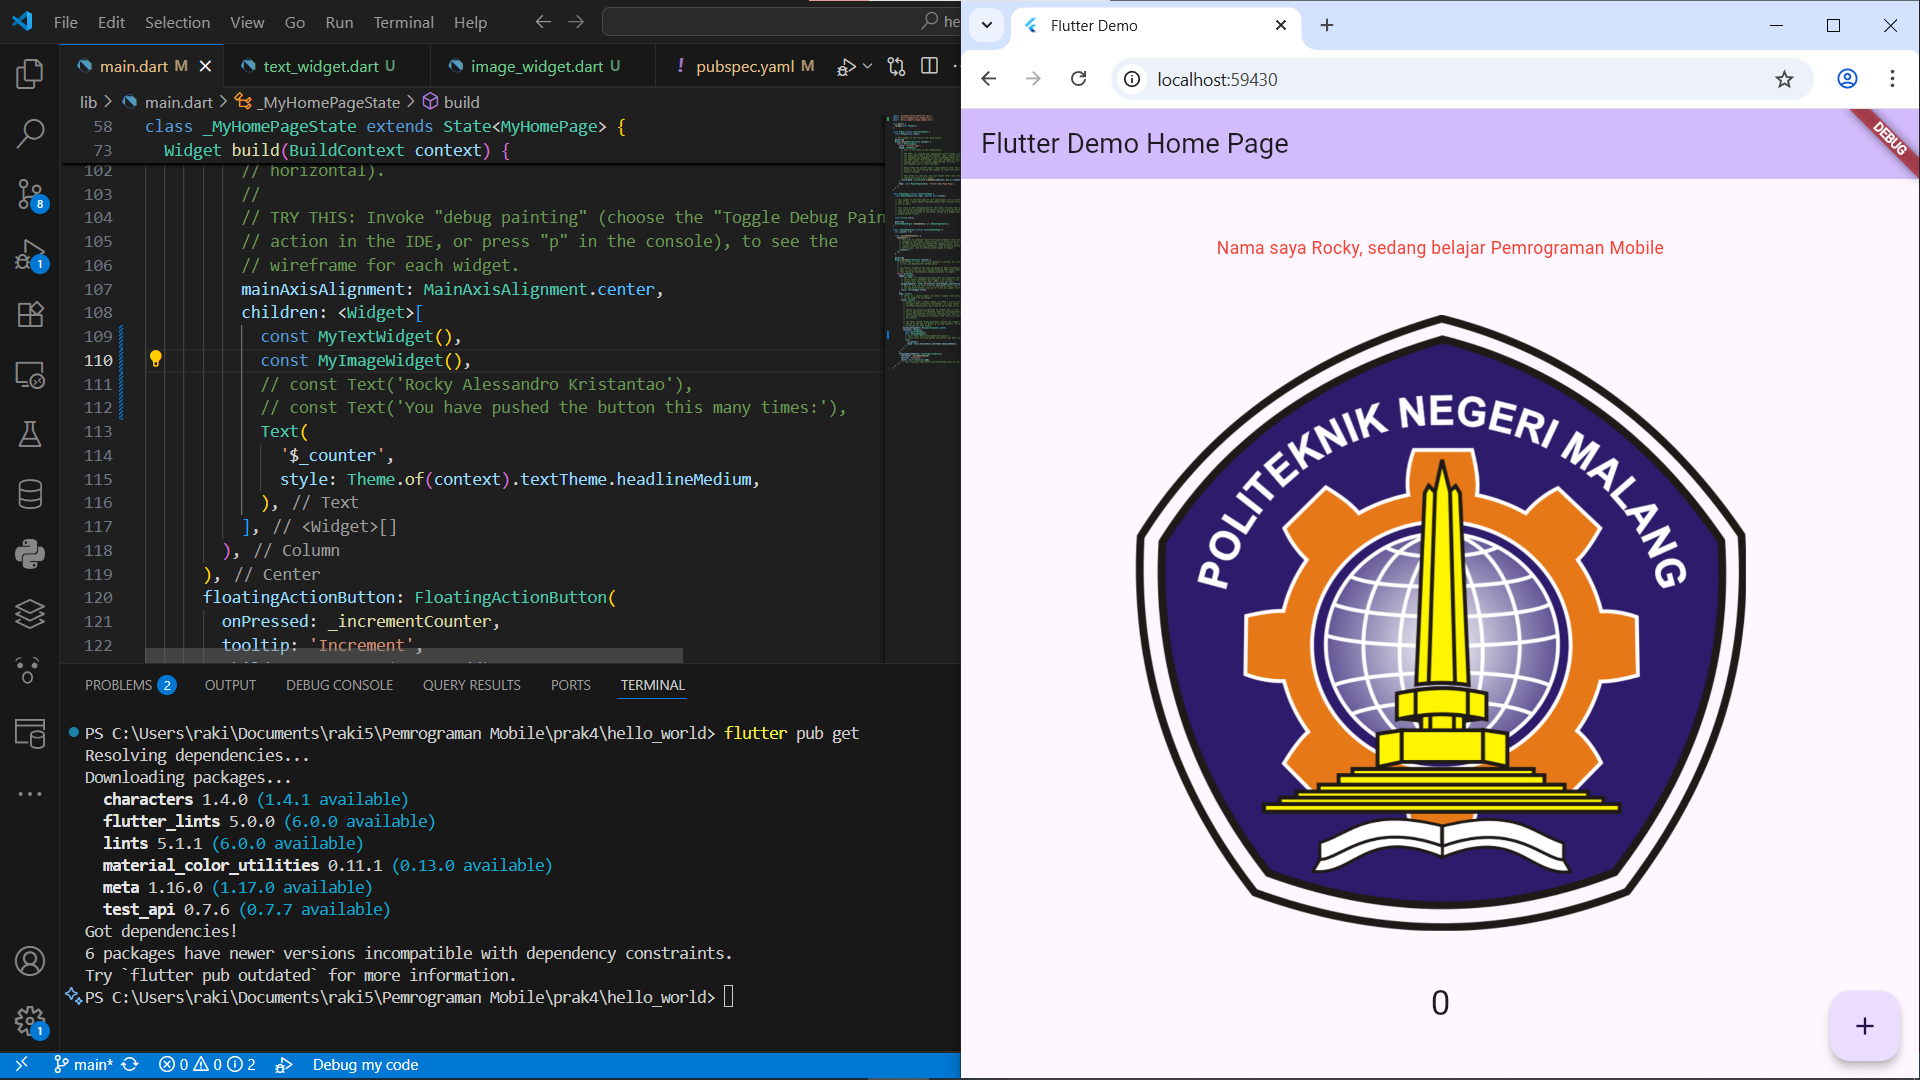 File Edit Selection View Go Run Terminal Help he
main.dart M text_widget.dart U image_widget.dart U ! pubspec.yaml M
lib > main.dart > _MyHomePageState > build
58 class _MyHomePageState extends State<MyHomePage> {
73 Widget build(BuildContext context) {
102 // horizontal).
103 //
104 // TRY THIS: Invoke "debug painting" (choose the "Toggle Debug Pain
105 // action in the IDE, or press "p" in the console), to see the
106 // wireframe for each widget.
107 mainAxisAlignment: MainAxisAlignment.center,
108 children: <Widget>[
109 const MyTextWidget(),
110 const MyImageWidget(),
111 // const Text('Rocky Alessandro Kristantao'),
112 // const Text('You have pushed the button this many times:'),
113 Text(
114 '$_counter',
115 style: Theme.of(context).textTheme.headlineMedium,
116 ), // Text
117 ], // <Widget>[]
118 ), // Column
119 ), // Center
120 floatingActionButton: FloatingActionButton(
121 onPressed: _incrementCounter,
122 tooltip: 'Increment',
8
1
1
PROBLEMS 2 OUTPUT DEBUG CONSOLE QUERY RESULTS PORTS TERMINAL
PS C:\Users\raki\Documents\raki5\Pemrograman Mobile\prak4\hello_world> flutter pub get
Resolving dependencies...
Downloading packages...
characters 1.4.0 (1.4.1 available)
flutter_lints 5.0.0 (6.0.0 available)
lints 5.1.1 (6.0.0 available)
material_color_utilities 0.11.1 (0.13.0 available)
meta 1.16.0 (1.17.0 available)
test_api 0.7.6 (0.7.7 available)
Got dependencies!
6 packages have newer versions incompatible with dependency constraints.
Try `flutter pub outdated` for more information.
PS C:\Users\raki\Documents\raki5\Pemrograman Mobile\prak4\hello_world>
main* 0 0 2 Debug my code
Flutter Demo
localhost:59430
Flutter Demo Home Page
DEBUG
Nama saya Rocky, sedang belajar Pemrograman Mobile
POLITEKNIK NEGERI MALANG
0
+